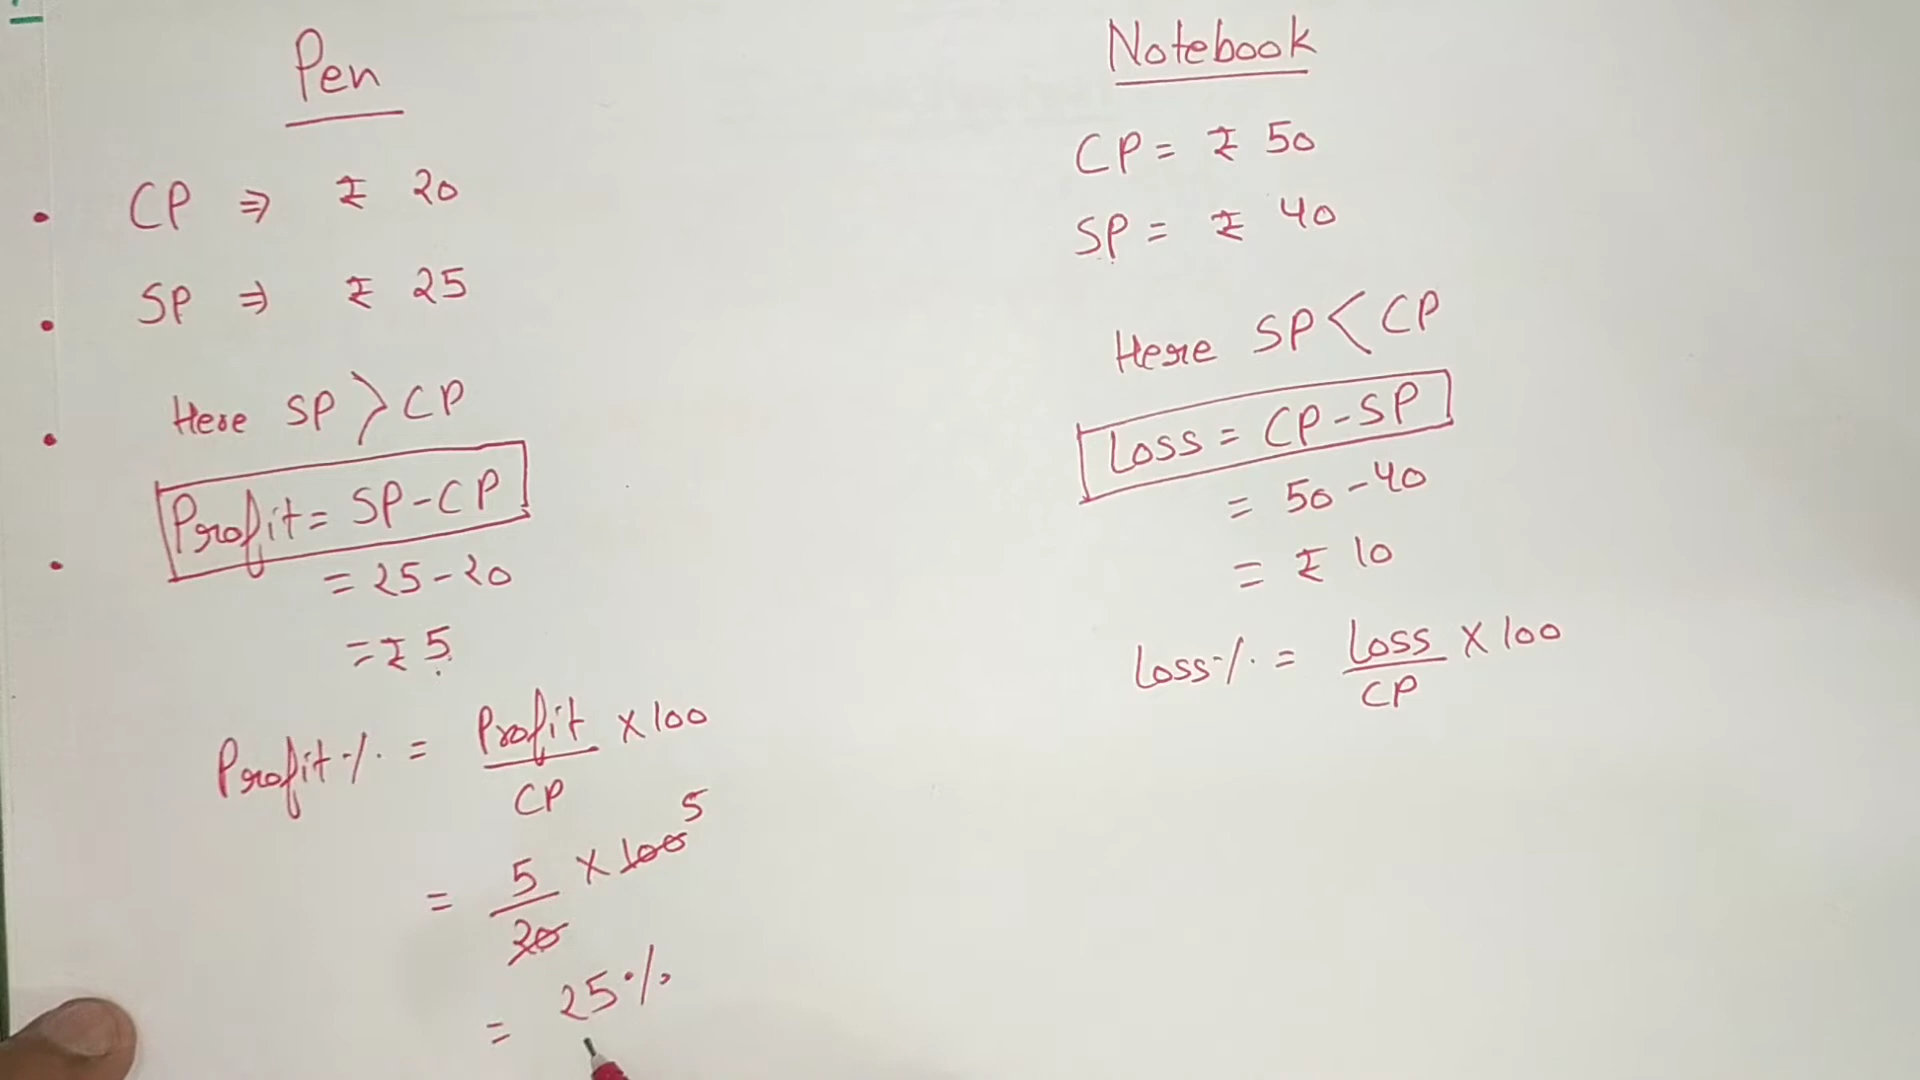 Pen
CP ⇒ ₹ 20
SP ⇒ ₹ 25
Here SP > CP
Profit = SP - CP
= 25 - 20
= ₹ 5
Profit % = Profit / CP × 100
= 5 / 20 × 100 5
= 25 %
Notebook
CP = ₹ 50
SP = ₹ 40
Here SP < CP
Loss = CP - SP
= 50 - 40
= ₹ 10
Loss % = Loss / CP × 100